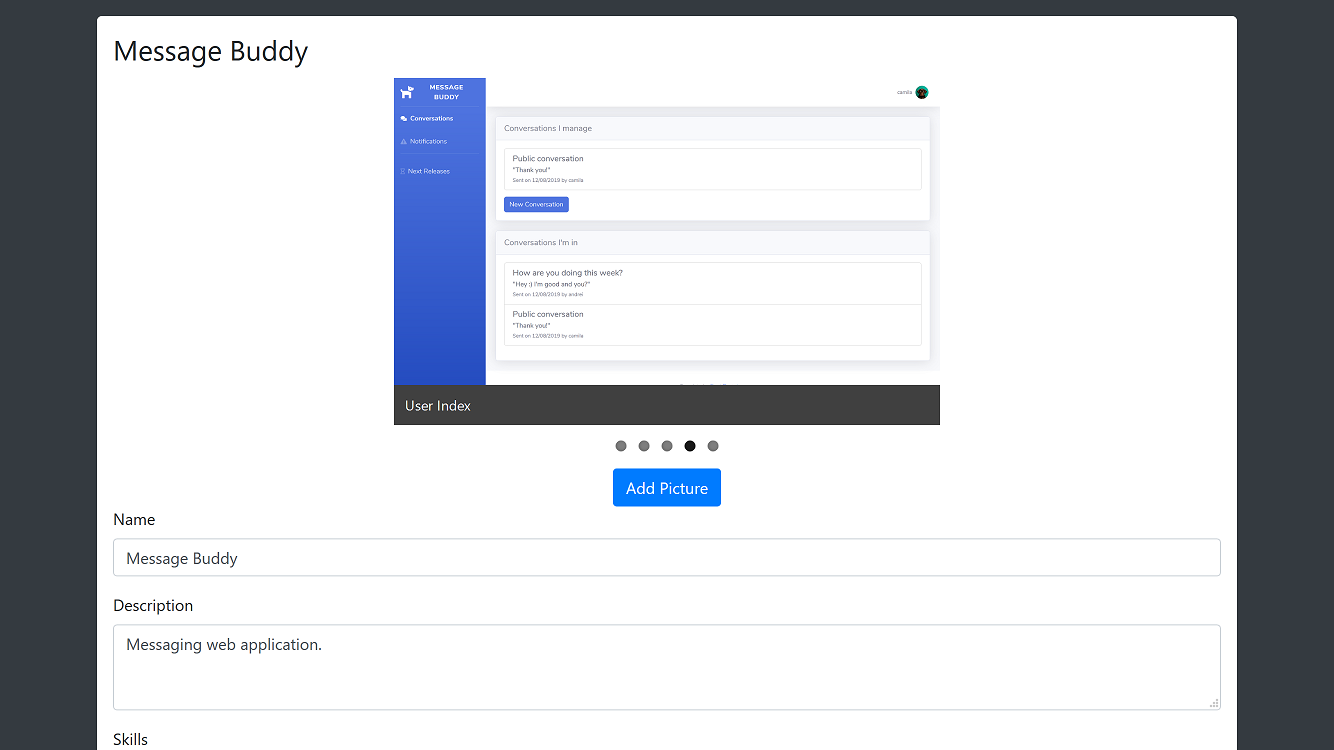 Message Buddy
MESSAGE
BUDDY
camila
Conversations
Notifications
Next Releases
Conversations I manage
Public conversation
"Thank you!"
Sent on 12/08/2019 by camila
New Conversation
Conversations I'm in
How are you doing this week?
"Hey :) I'm good and you?"
Sent on 12/08/2019 by andrei
Public conversation
"Thank you!"
Sent on 12/08/2019 by camila
User Index
Add Picture
Name
Message Buddy
Description
Messaging web application.
Skills